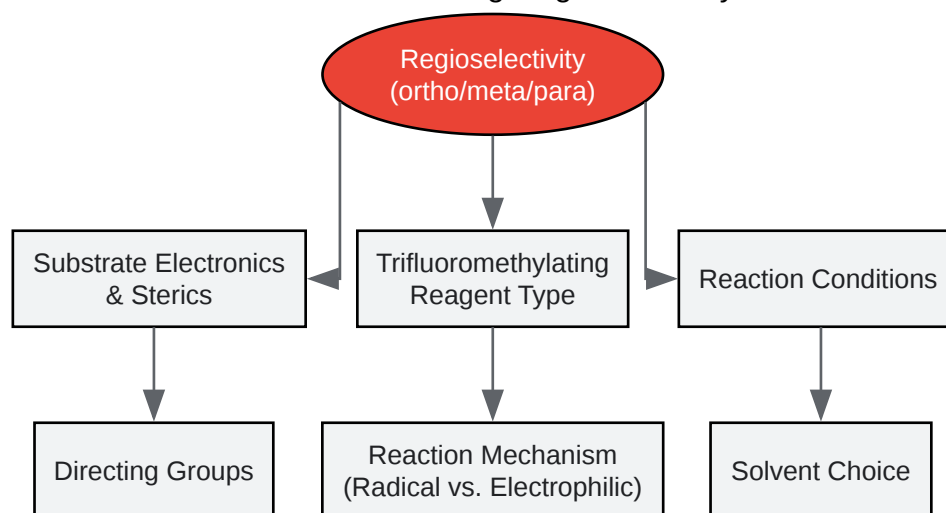 Regioselectivity
(ortho/meta/para)
Substrate Electronics
& Sterics
Trifluoromethylating
Reagent Type
Reaction Conditions
Directing Groups
Reaction Mechanism
(Radical vs. Electrophilic)
Solvent Choice